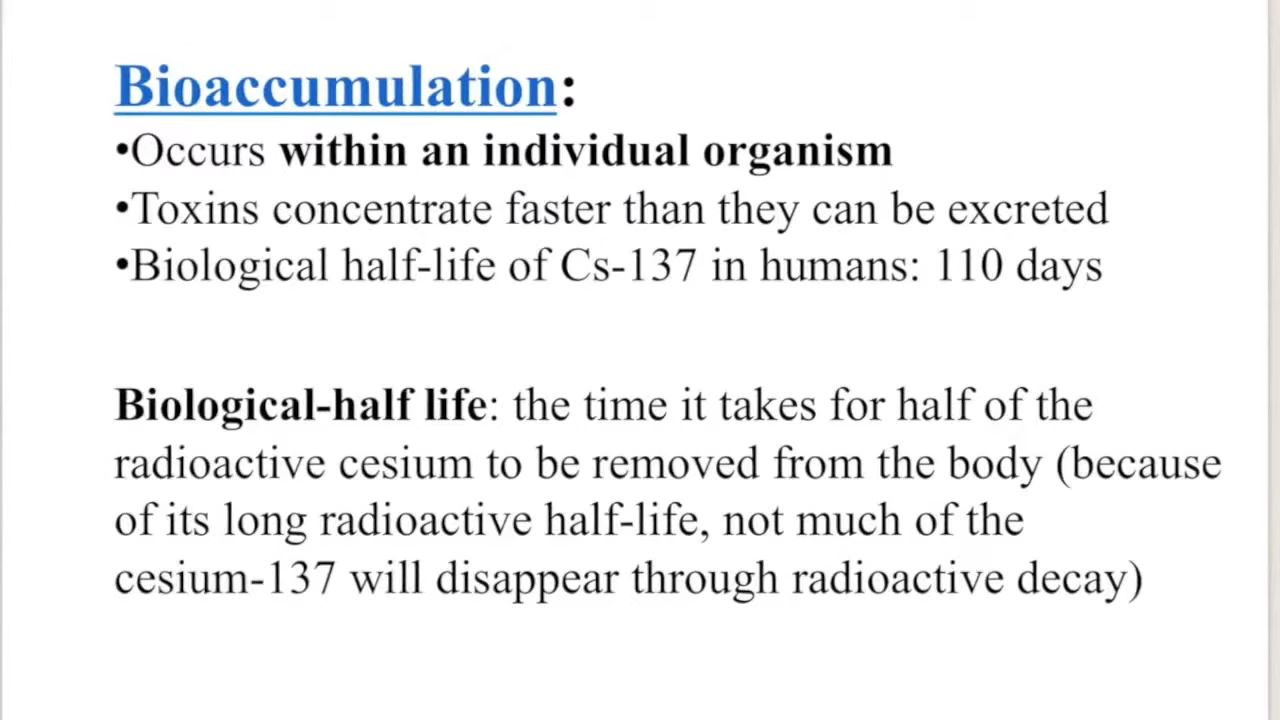 Bioaccumulation:
•Occurs within an individual organism
•Toxins concentrate faster than they can be excreted
•Biological half-life of Cs-137 in humans: 110 days
Biological-half life: the time it takes for half of the
radioactive cesium to be removed from the body (because
of its long radioactive half-life, not much of the
cesium-137 will disappear through radioactive decay)